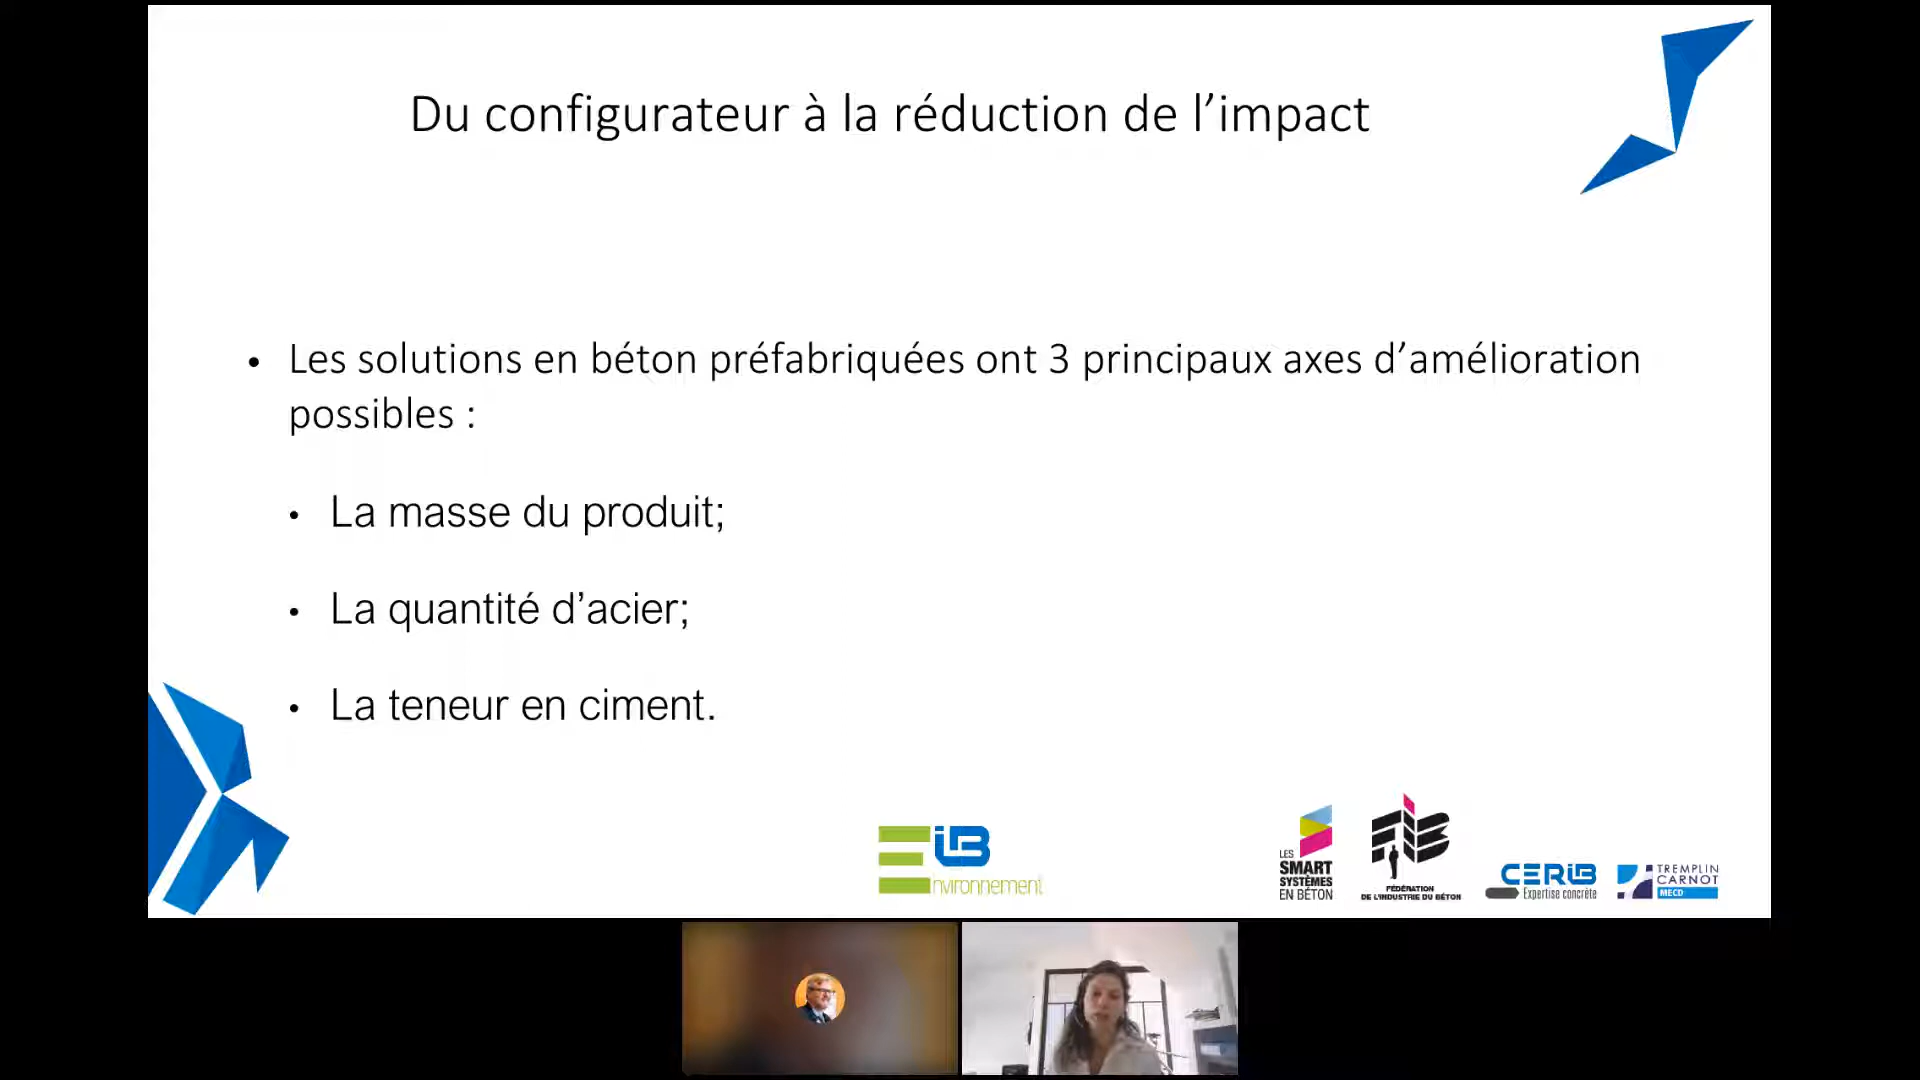 Du configurateur à la réduction de l’impact
• Les solutions en béton préfabriquées ont 3 principaux axes d’amélioration
possibles :
• La masse du produit;
• La quantité d’acier;
• La teneur en ciment.
EiB
nvironnement
LES
SMART
SYSTÈMES
EN BÉTON
FIB
FÉDÉRATION
DE L'INDUSTRIE DU BÉTON
CERIB
Expertise concrète
TREMPLIN
CARNOT
MECD